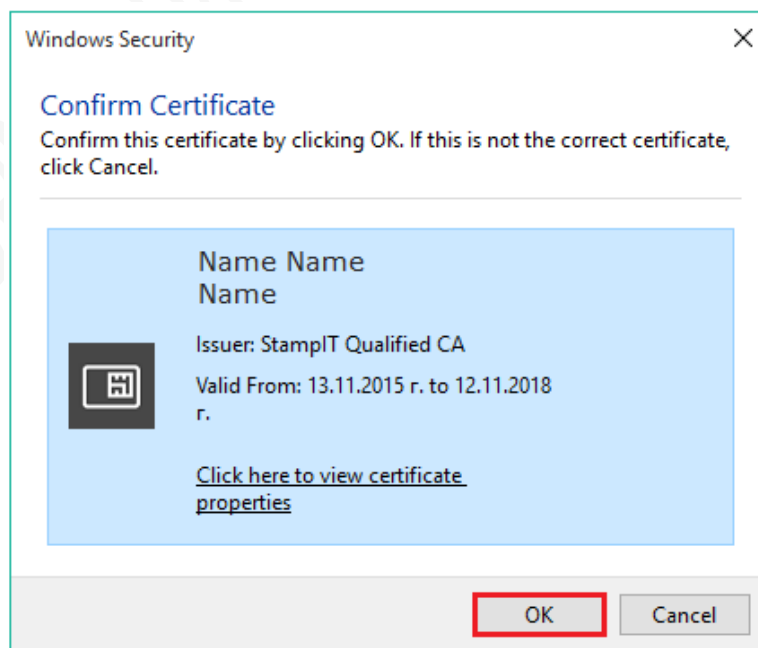 Windows Security
Confirm Certificate
Confirm this certificate by clicking OK. If this is not the correct certificate,
click Cancel.
Name Name
Name
Issuer: StampIT Qualified CA
Valid From: 13.11.2015 г. to 12.11.2018
г.
Click here to view certificate
properties
OK
Cancel